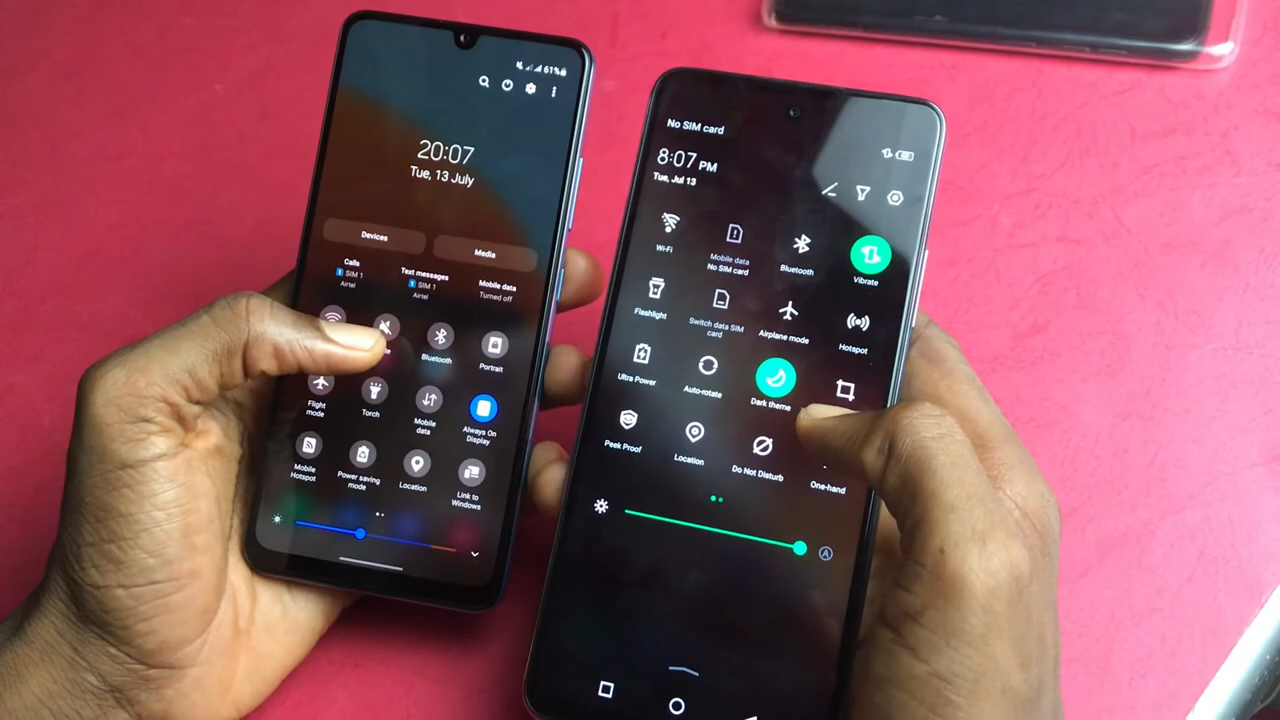 61%
20:07
Tue, 13 July
Devices
Media
Calls
1 SIM 1
Airtel
Text messages
1 SIM 1
Airtel
Mobile data
Turned off
Bluetooth
Portrait
Flight
mode
Torch
Mobile
data
Always On
Display
Mobile
Hotspot
Power saving
mode
Location
Link to
Windows
No SIM card
8:07 PM
Tue, Jul 13
Wi-Fi
Mobile data
No SIM card
Bluetooth
Vibrate
Flashlight
Switch data SIM
card
Airplane mode
Hotspot
Ultra Power
Auto-rotate
Dark theme
Peek Proof
Location
Do Not Disturb
One-hand
A